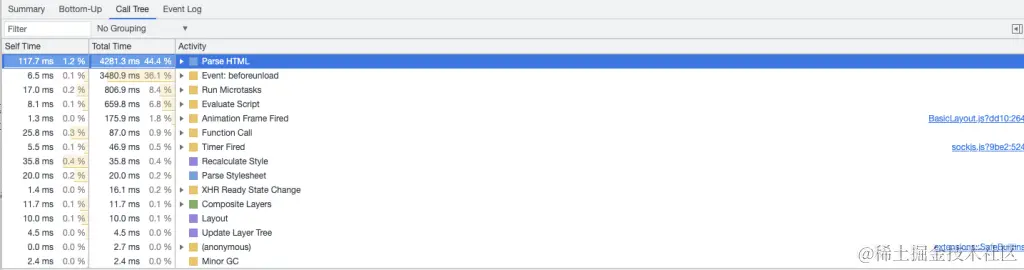 Summary Bottom-Up Call Tree Event Log
Filter No Grouping ▼
Self Time Total Time Activity
117.7 ms 1.2 % 4281.3 ms 44.4 % Parse HTML
6.5 ms 0.1 % 3480.9 ms 36.1 % Event: beforeunload
17.0 ms 0.2 % 806.9 ms 8.4 % Run Microtasks
8.1 ms 0.1 % 659.8 ms 6.8 % Evaluate Script
1.3 ms 0.0 % 175.9 ms 1.8 % Animation Frame Fired BasicLayout.js?dd10:264
25.8 ms 0.3 % 87.0 ms 0.9 % Function Call
5.5 ms 0.1 % 46.9 ms 0.5 % Timer Fired sockjs.js?9be2:524
35.8 ms 0.4 % 35.8 ms 0.4 % Recalculate Style
20.0 ms 0.2 % 20.0 ms 0.2 % Parse Stylesheet
1.4 ms 0.0 % 16.1 ms 0.2 % XHR Ready State Change
11.7 ms 0.1 % 11.7 ms 0.1 % Composite Layers
10.0 ms 0.1 % 10.0 ms 0.1 % Layout
4.5 ms 0.0 % 4.5 ms 0.0 % Update Layer Tree
0.0 ms 0.0 % 2.7 ms 0.0 % (anonymous)
2.4 ms 0.0 % 2.4 ms 0.0 % Minor GC
@稀土掘金技术社区